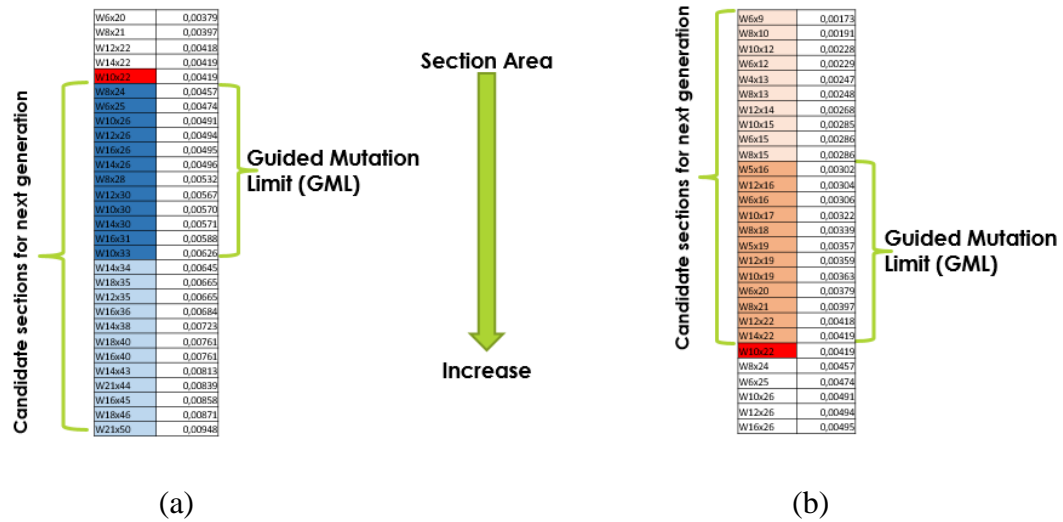 Candidate sections for next generation
W6x20 0,00379
W8x21 0,00397
W12x22 0,00418
W14x22 0,00419
W10x22 0,00419
W8x24 0,00457
W6x25 0,00474
W10x26 0,00491
W12x26 0,00494
W16x26 0,00495
W14x26 0,00496
W8x28 0,00532
W12x30 0,00567
W10x30 0,00570
W14x30 0,00571
W16x31 0,00588
W10x33 0,00626
W14x34 0,00645
W18x35 0,00665
W12x35 0,00665
W16x36 0,00684
W14x38 0,00723
W18x40 0,00761
W16x40 0,00761
W14x43 0,00813
W21x44 0,00839
W16x45 0,00858
W18x46 0,00871
W21x50 0,00948
Guided Mutation
Limit (GML)
(a)
Section Area
Increase
Candidate sections for next generation
W6x9 0,00173
W8x10 0,00191
W10x12 0,00228
W6x12 0,00229
W4x13 0,00247
W8x13 0,00248
W12x14 0,00268
W10x15 0,00285
W6x15 0,00286
W8x15 0,00286
W5x16 0,00302
W12x16 0,00304
W6x16 0,00306
W10x17 0,00322
W8x18 0,00339
W5x19 0,00357
W12x19 0,00359
W10x19 0,00363
W6x20 0,00379
W8x21 0,00397
W12x22 0,00418
W14x22 0,00419
W10x22 0,00419
W8x24 0,00457
W6x25 0,00474
W10x26 0,00491
W12x26 0,00494
W16x26 0,00495
Guided Mutation
Limit (GML)
(b)